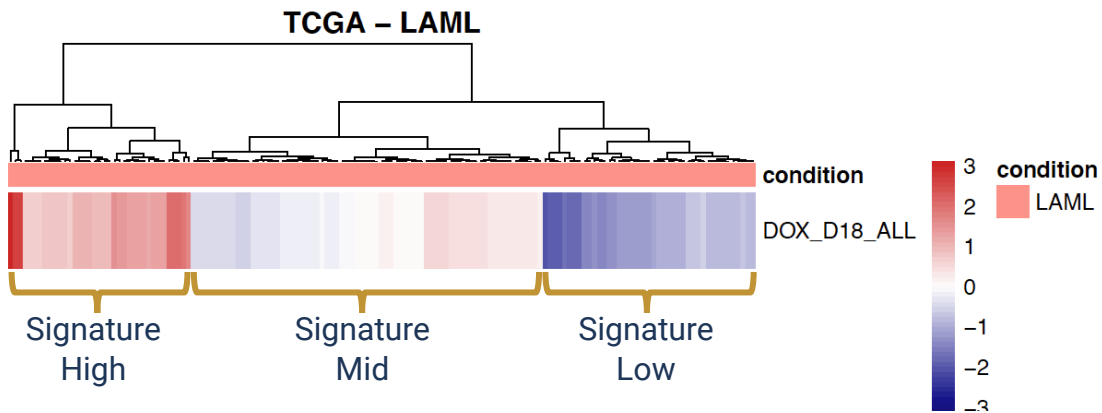 TCGA – LAML
condition
DOX_D18_ALL
3
2
1
0
−1
−2
−3
condition
LAML
Signature
High
Signature
Mid
Signature
Low